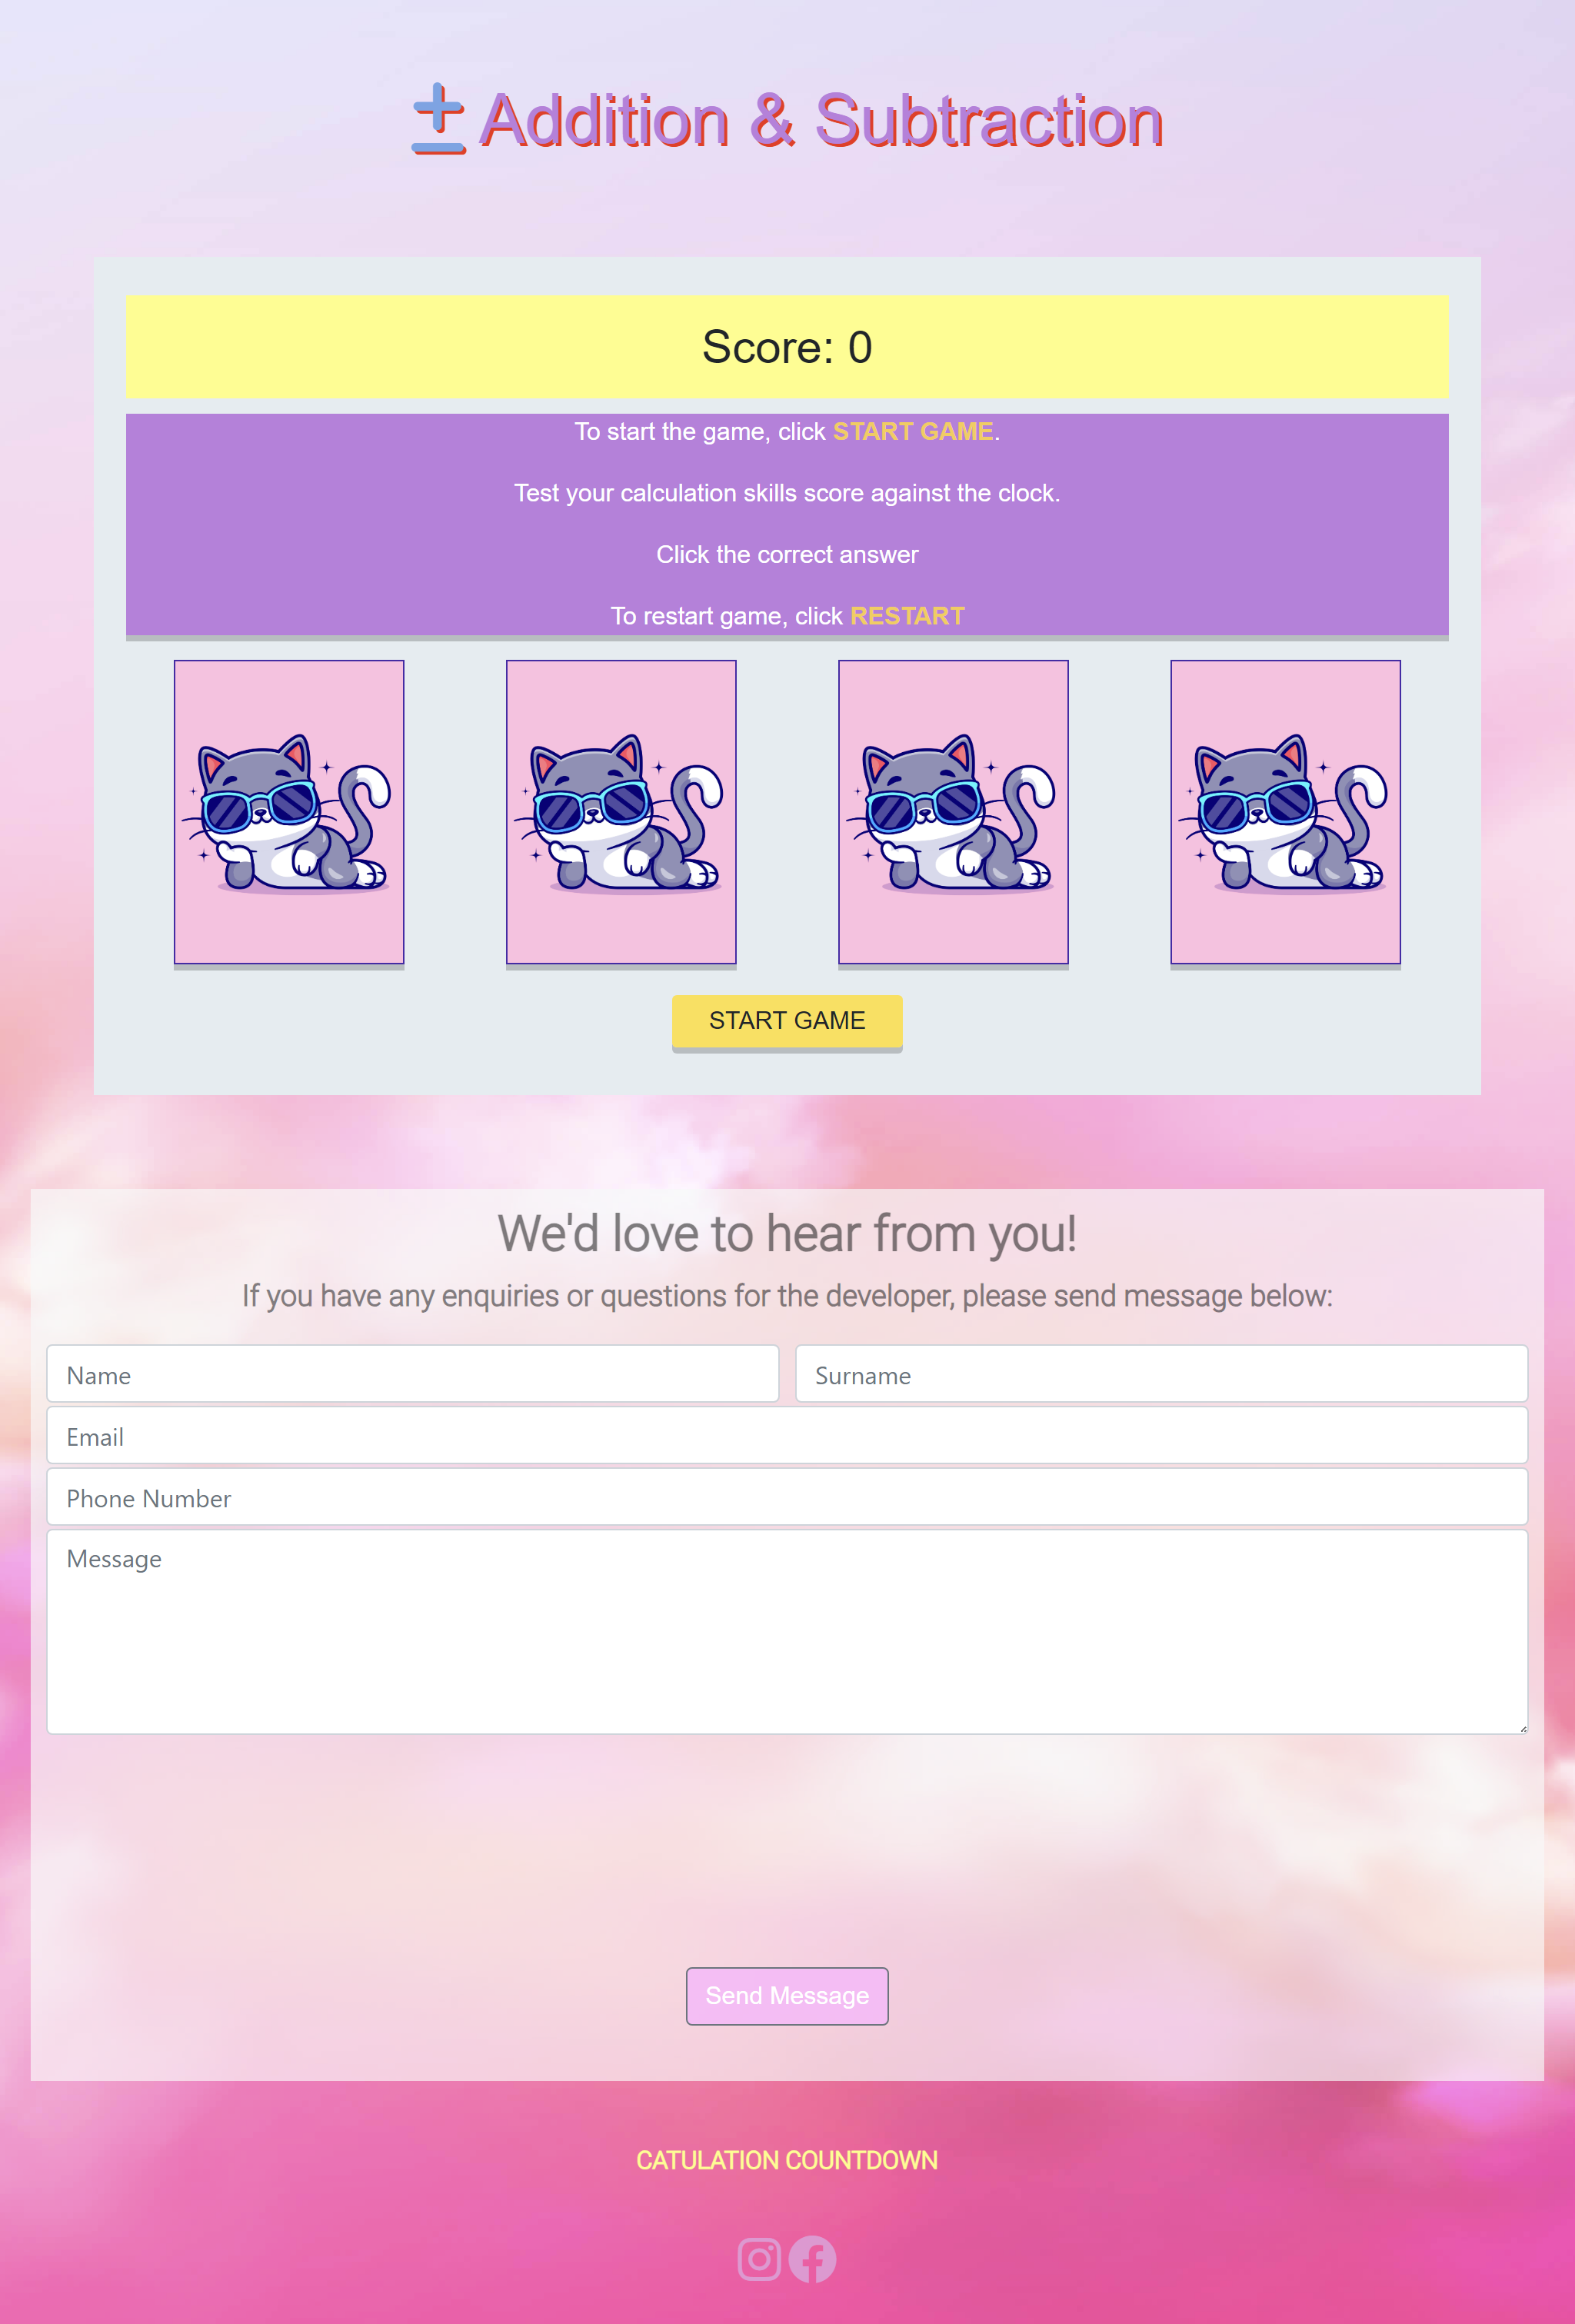 ± Addition & Subtraction
Score: 0
To start the game, click START GAME.
Test your calculation skills score against the clock.
Click the correct answer
To restart game, click RESTART
START GAME
We'd love to hear from you!
If you have any enquiries or questions for the developer, please send message below:
Name Surname
Email
Phone Number
Message
Send Message
CATULATION COUNTDOWN